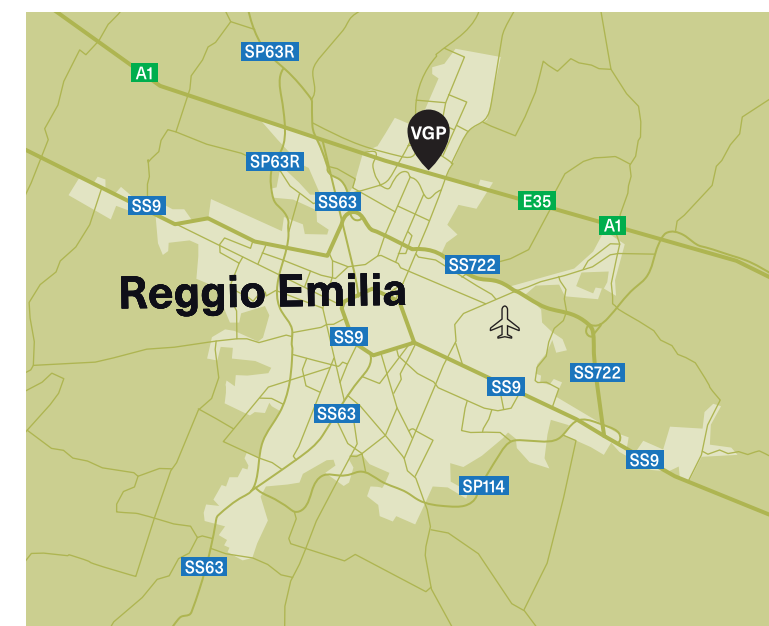 SP63R
A1
VGP
SP63R
SS9
SS63
E35
A1
SS722
Reggio Emilia
SS9
SS722
SS9
SS63
SS9
SP114
SS63